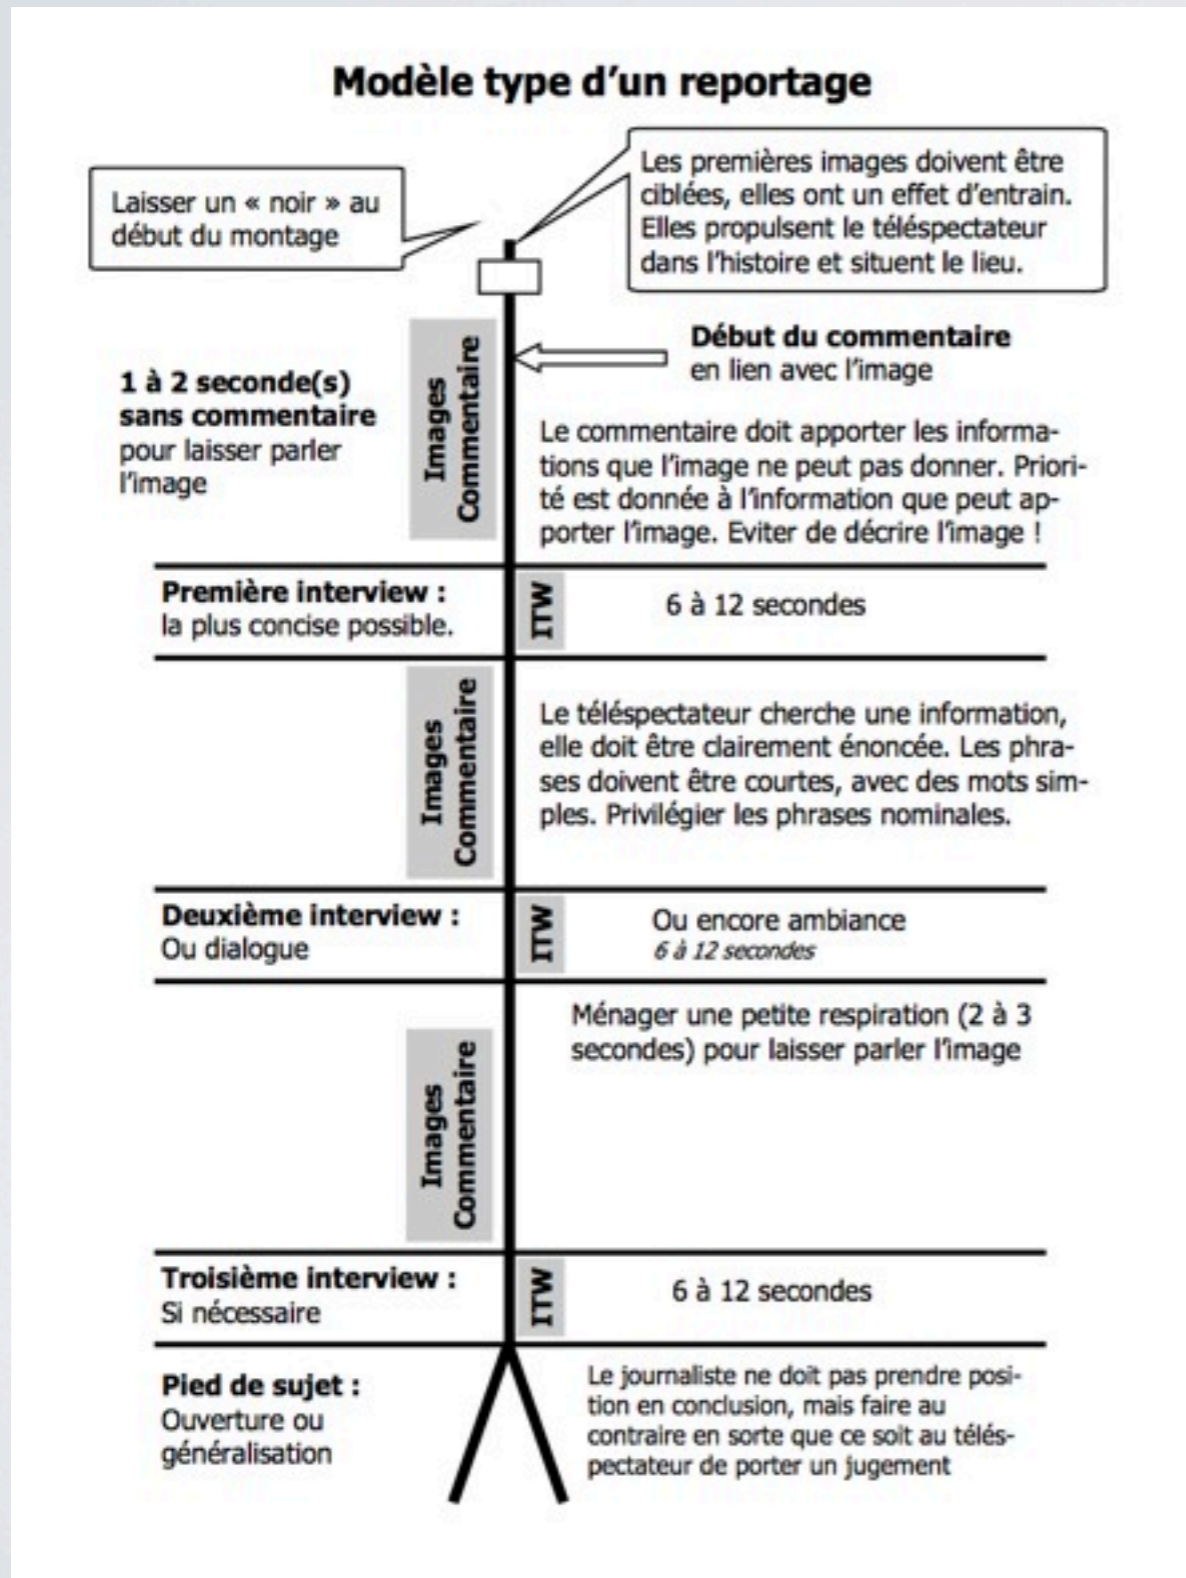 Modèle type d'un reportage
Laisser un « noir » au
début du montage
Les premières images doivent être
ciblées, elles ont un effet d'entrain.
Elles propulsent le téléspectateur
dans l'histoire et situent le lieu.
1 à 2 seconde(s)
sans commentaire
pour laisser parler
l'image
Images
Commentaire
Début du commentaire
en lien avec l'image
Le commentaire doit apporter les informa-
tions que l'image ne peut pas donner. Priori-
té est donnée à l'information que peut ap-
porter l'image. Eviter de décrire l'image !
Première interview :
la plus concise possible.
ITW
6 à 12 secondes
Images
Commentaire
Le téléspectateur cherche une information,
elle doit être clairement énoncée. Les phra-
ses doivent être courtes, avec des mots sim-
ples. Privilégier les phrases nominales.
Deuxième interview :
Ou dialogue
ITW
Ou encore ambiance
6 à 12 secondes
Images
Commentaire
Ménager une petite respiration (2 à 3
secondes) pour laisser parler l'image
Troisième interview :
Si nécessaire
ITW
6 à 12 secondes
Pied de sujet :
Ouverture ou
généralisation
Le journaliste ne doit pas prendre posi-
tion en conclusion, mais faire au
contraire en sorte que ce soit au télés-
pectateur de porter un jugement